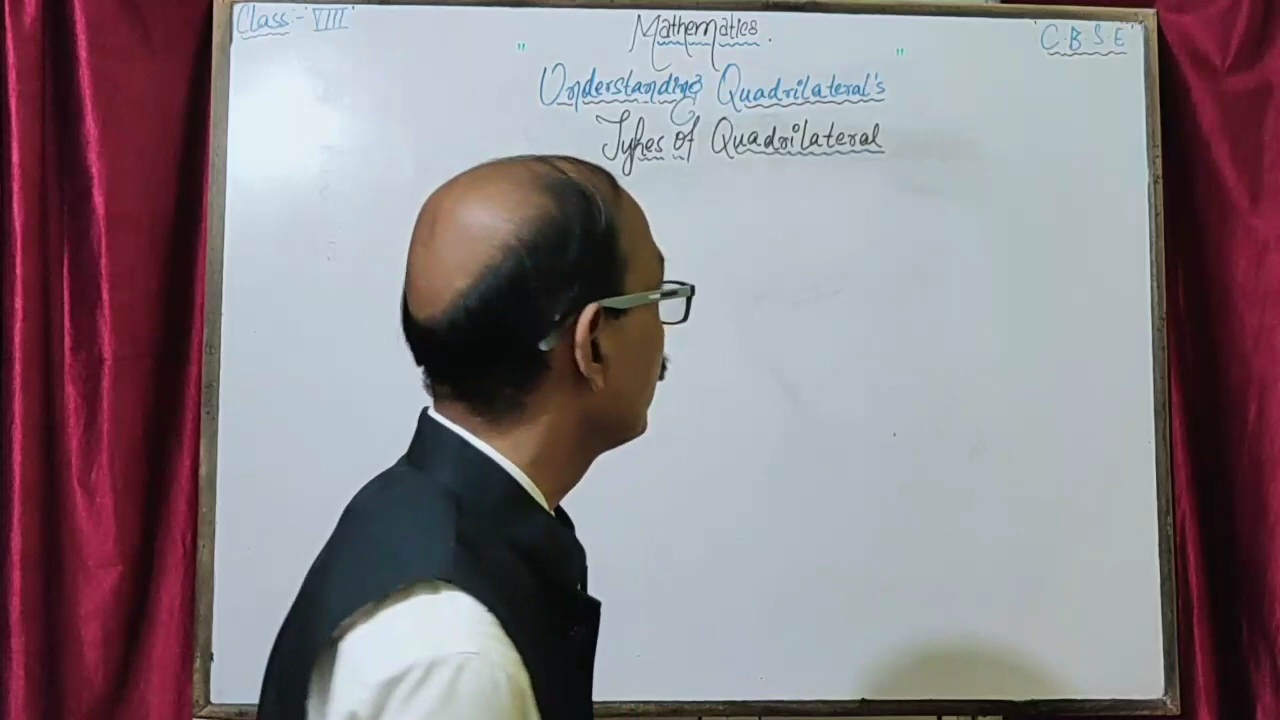 Class:- 'VIII'
Mathematics.
'C.B.S.E'
" Understanding Quadrilateral's "
Types of Quadrilateral